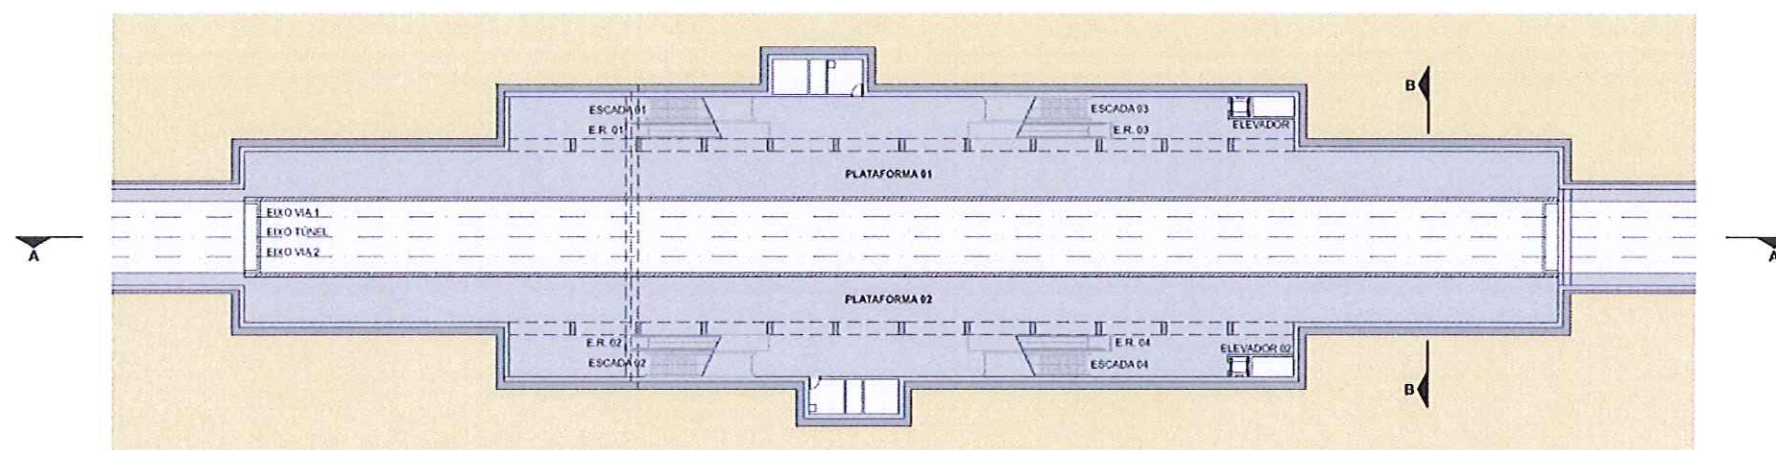 B
ESCADA 01
ESCADA 03
E.R. 01
E.R. 03
ELEVADOR
PLATAFORMA 01
EIXO VIA 1
EIXO TÚNEL
EIXO VIA 2
A
A
PLATAFORMA 02
E.R. 02
E.R. 04
ELEVADOR 02
ESCADA 02
ESCADA 04
B